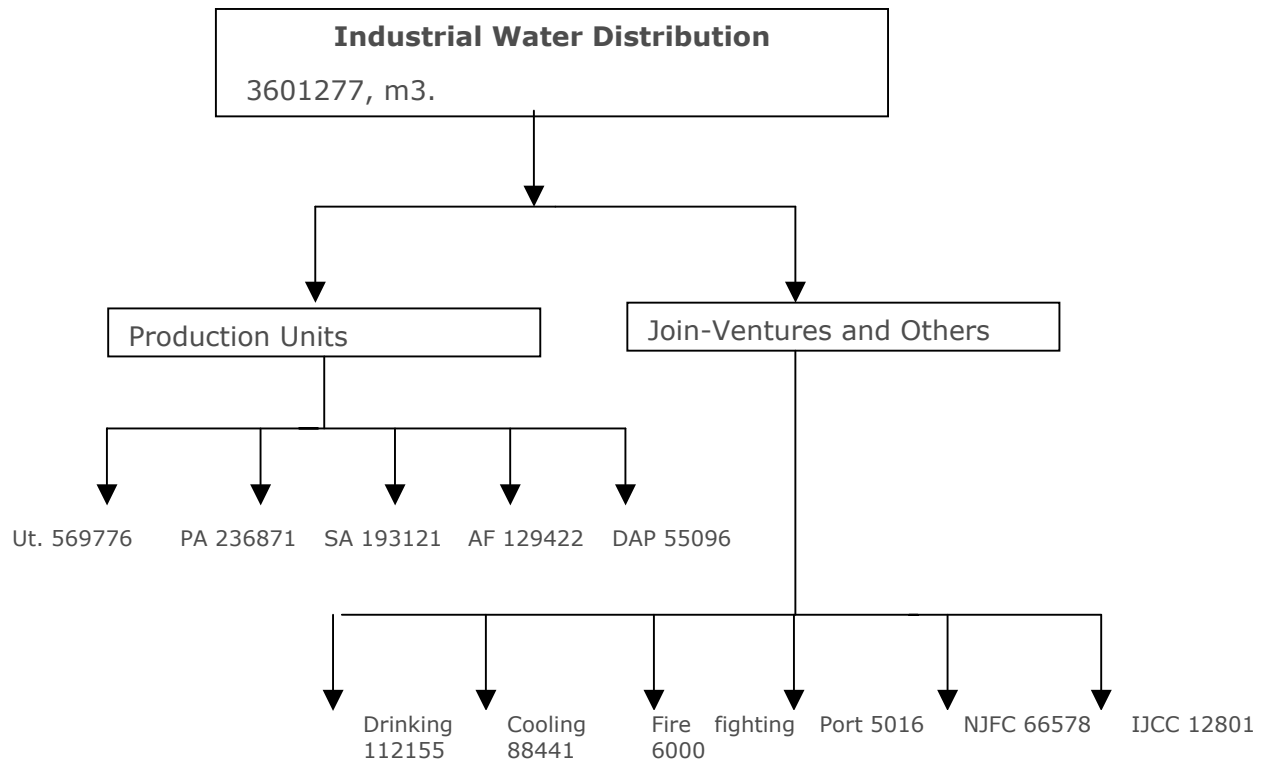 Industrial Water Distribution
3601277, m3.
Production Units
Join-Ventures and Others
Ut. 569776
PA 236871
SA 193121
AF 129422
DAP 55096
Drinking
112155
Cooling
88441
Fire fighting
6000
Port 5016
NJFC 66578
IJCC 12801